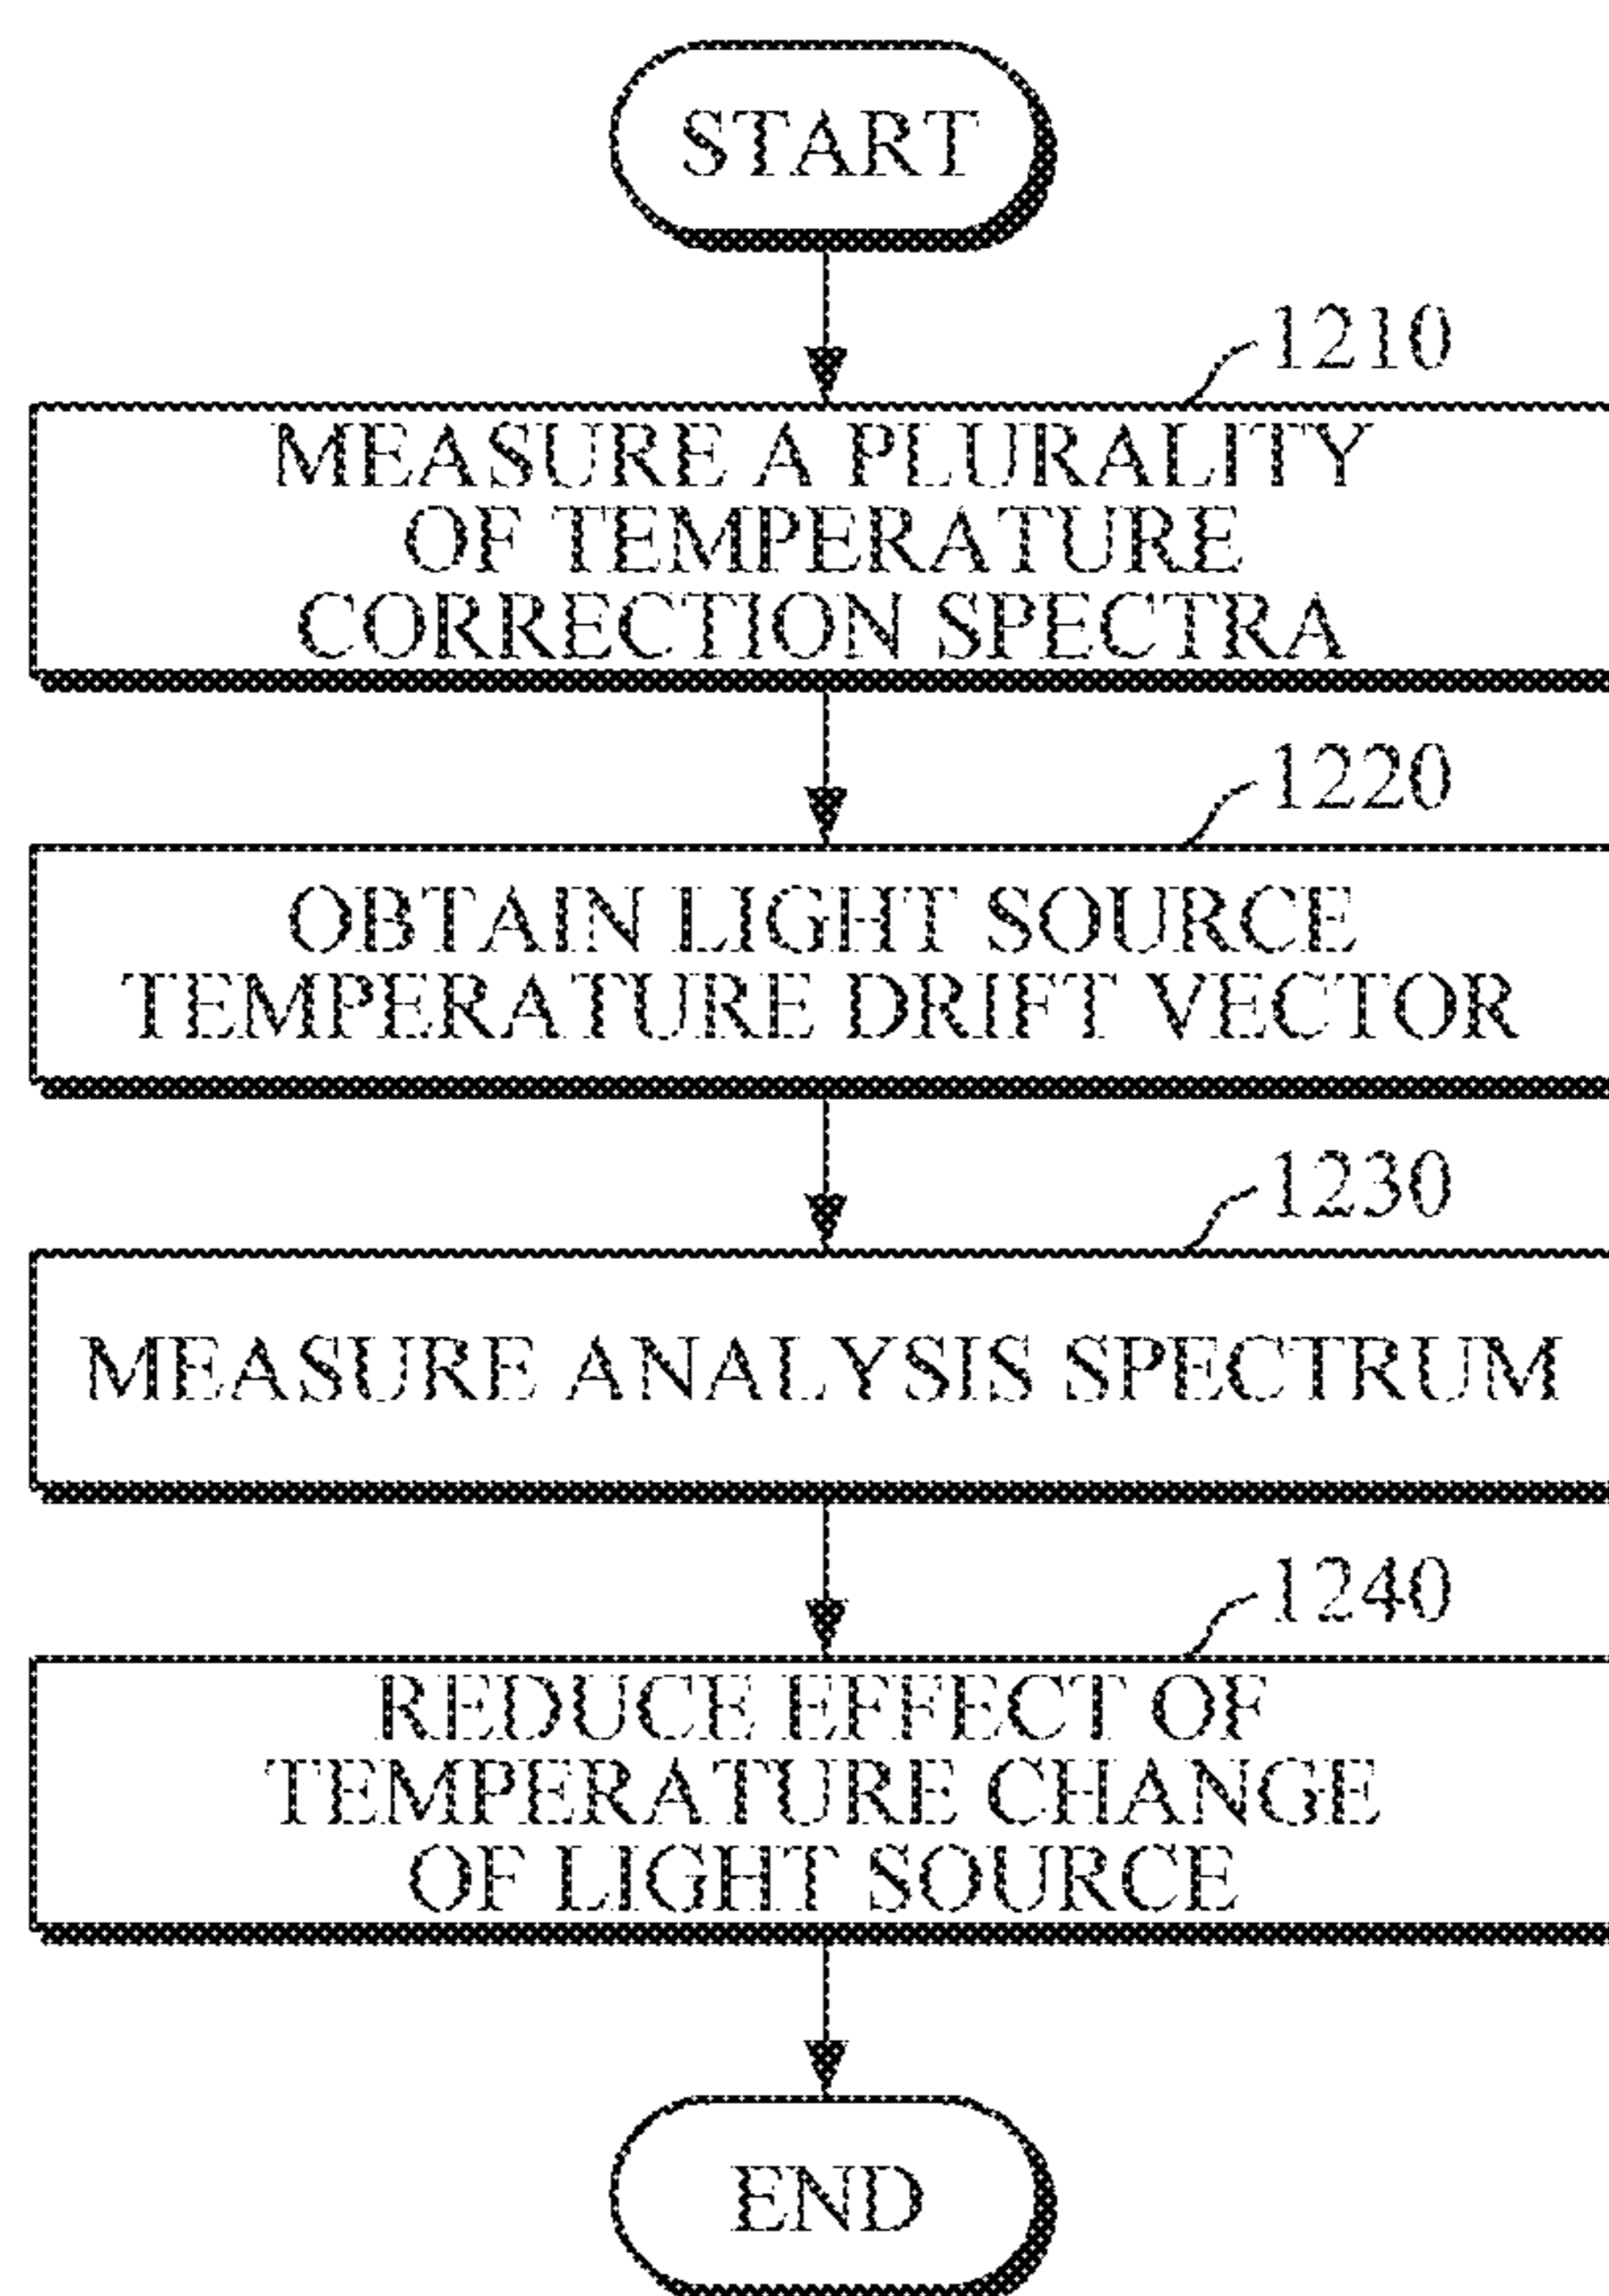 START
1210
MEASURE A PLURALITY
OF TEMPERATURE
CORRECTION SPECTRA
1220
OBTAIN LIGHT SOURCE
TEMPERATURE DRIFT VECTOR
1230
MEASURE ANALYSIS SPECTRUM
1240
REDUCE EFFECT OF
TEMPERATURE CHANGE
OF LIGHT SOURCE
END